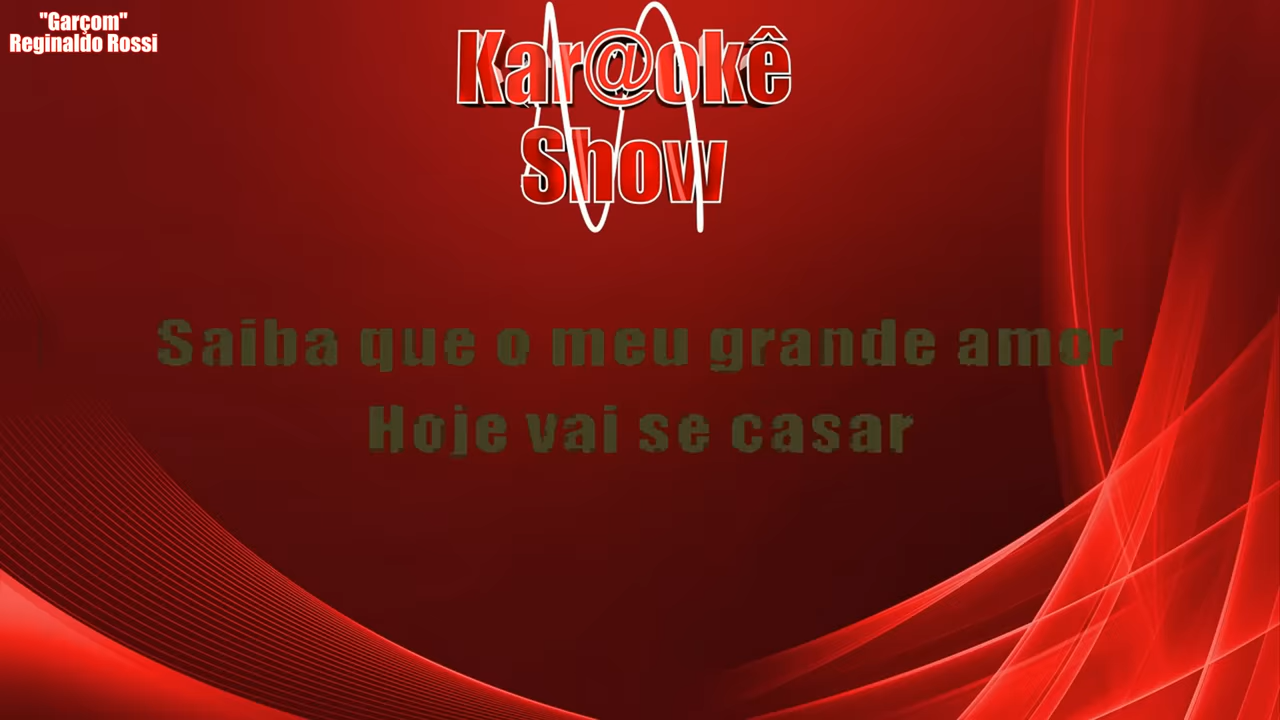 "Garçom"
Reginaldo Rossi
Kar@okê
Show
Saiba que o meu grande amor
Hoje vai se casar